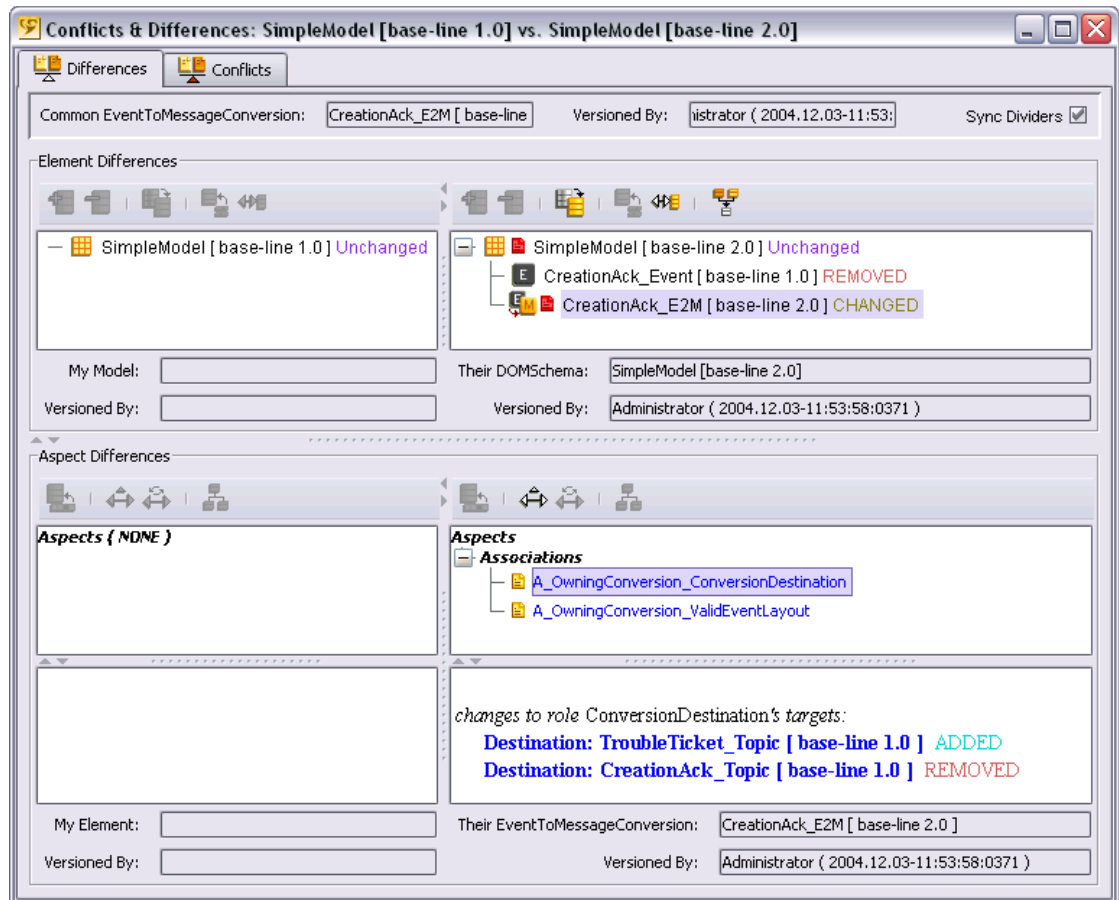 Conflicts & Differences: SimpleModel [base-line 1.0] vs. SimpleModel [base-line 2.0]
Differences
Conflicts
Common EventToMessageConversion: CreationAck_E2M [ base-line Versioned By: nistrator ( 2004.12.03-11:53: Sync Dividers
Element Differences
SimpleModel [ base-line 1.0 ] Unchanged
SimpleModel [ base-line 2.0 ] Unchanged
E CreationAck_Event [ base-line 1.0 ] REMOVED
E M CreationAck_E2M [ base-line 2.0 ] CHANGED
My Model:
Their DOMSchema: SimpleModel [base-line 2.0]
Versioned By:
Versioned By: Administrator ( 2004.12.03-11:53:58:0371 )
Aspect Differences
Aspects ( NONE )
Aspects
Associations
A_OwningConversion_ConversionDestination
A_OwningConversion_ValidEventLayout
changes to role ConversionDestination's targets:
Destination: TroubleTicket_Topic [ base-line 1.0 ] ADDED
Destination: CreationAck_Topic [ base-line 1.0 ] REMOVED
My Element:
Their EventToMessageConversion: CreationAck_E2M [ base-line 2.0 ]
Versioned By:
Versioned By: Administrator ( 2004.12.03-11:53:58:0371 )